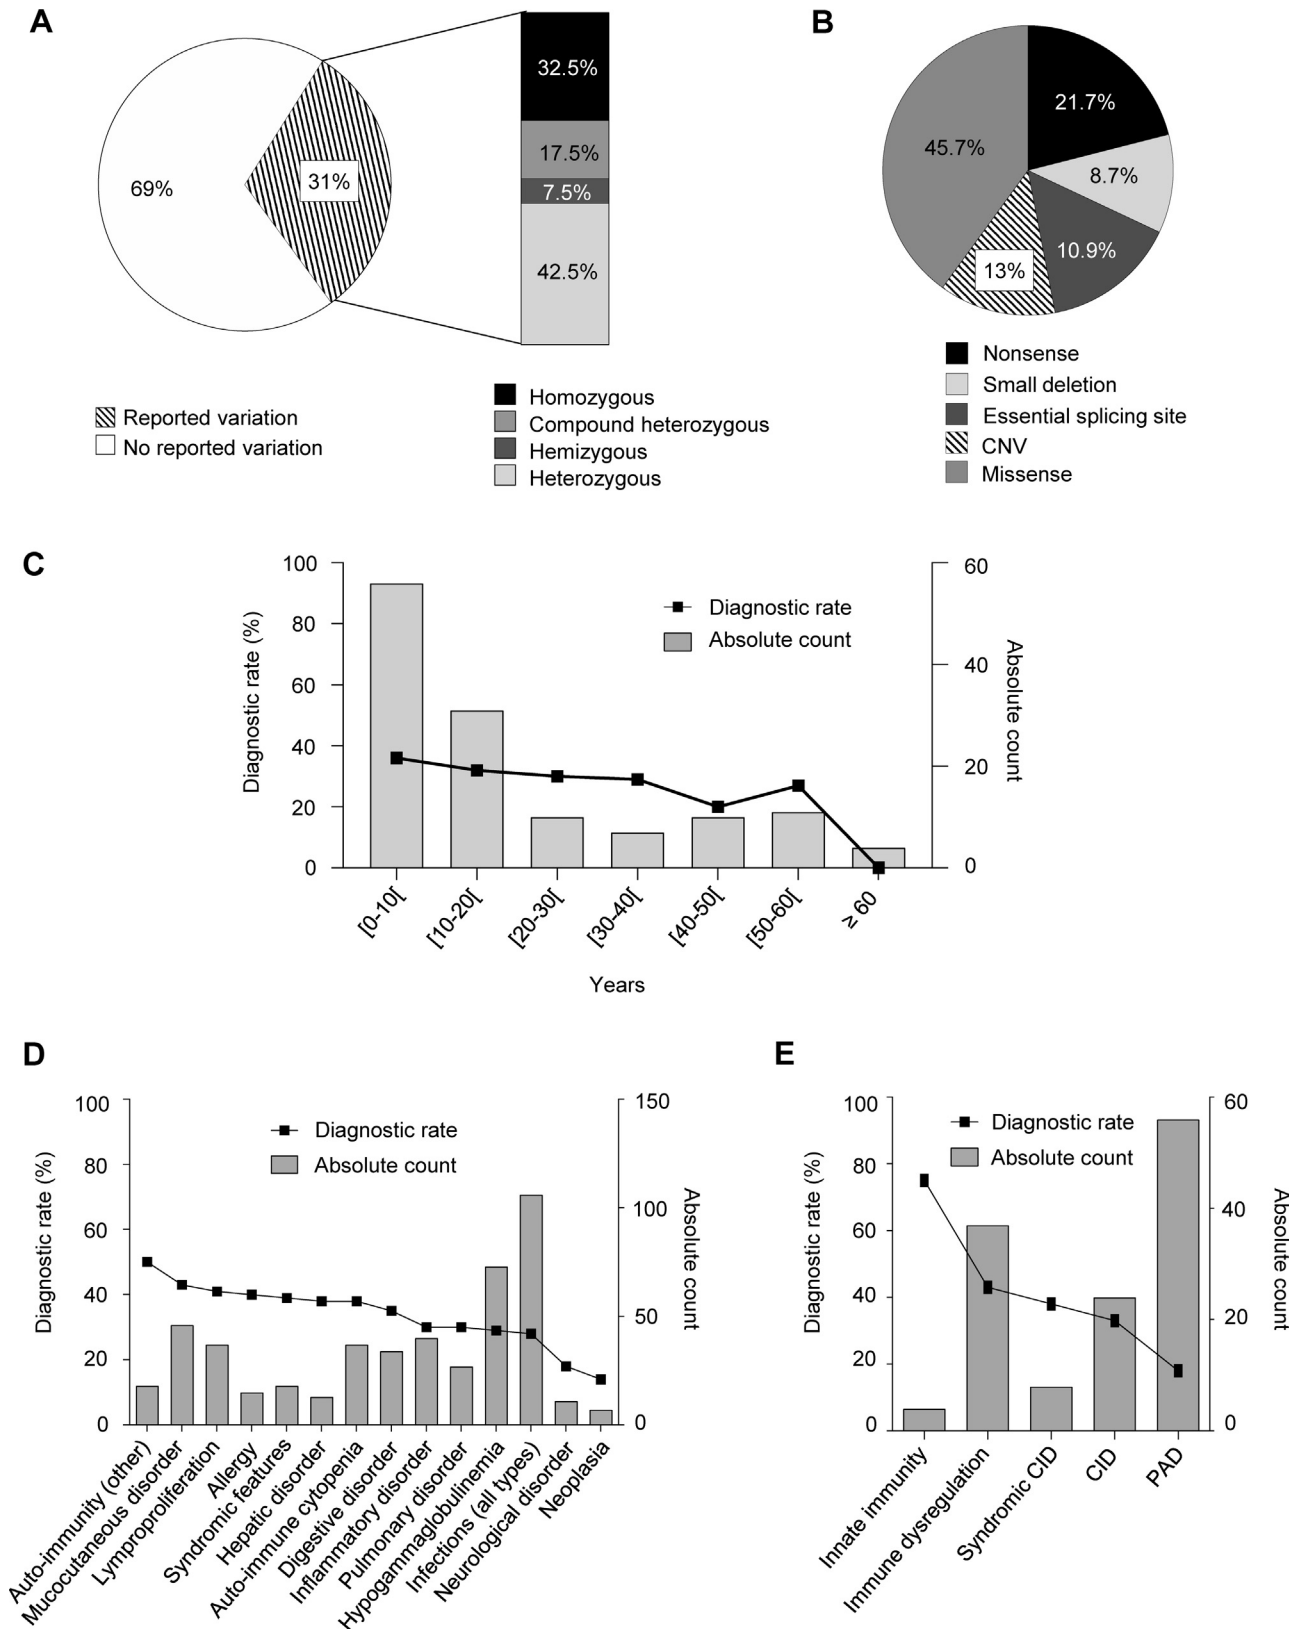 A
69%
31%
32.5%
17.5%
7.5%
42.5%
Reported variation
No reported variation
Homozygous
Compound heterozygous
Hemizygous
Heterozygous
B
21.7%
8.7%
10.9%
13%
45.7%
Nonsense
Small deletion
Essential splicing site
CNV
Missense
C
Diagnostic rate (%)
100
80
60
40
20
0
Diagnostic rate
Absolute count
60
40
20
0
Absolute count
[0-10[
[10-20[
[20-30[
[30-40[
[40-50[
[50-60[
≥ 60
Years
D
Diagnostic rate (%)
100
80
60
40
20
0
Diagnostic rate
Absolute count
150
100
50
0
Absolute count
Auto-immunity (other)
Mucocutaneous disorder
Lymproproliferation
Allergy
Syndromic features
Hepatic disorder
Auto-immune cytopenia
Digestive disorder
Inflammatory disorder
Pulmonary disorder
Hypogammaglobulinemia
Infections (all types)
Neurological disorder
Neoplasia
E
Diagnostic rate (%)
100
80
60
40
20
0
Diagnostic rate
Absolute count
60
40
20
0
Absolute count
Innate immunity
Immune dysregulation
Syndromic CID
CID
PAD